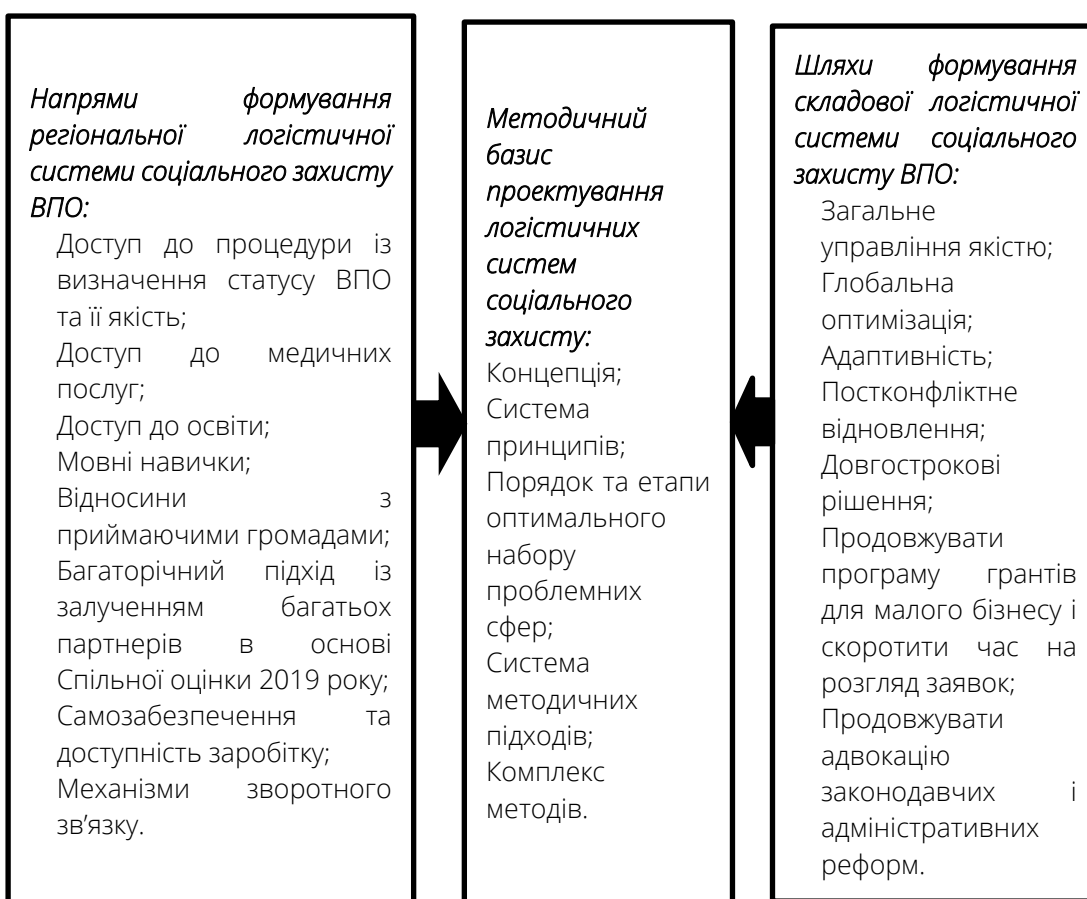 Напрями формування
регіональної логістичної
системи соціального захисту
ВПО:
Доступ до процедури із
визначення статусу ВПО
та її якість;
Доступ до медичних
послуг;
Доступ до освіти;
Мовні навички;
Відносини з
приймаючими громадами;
Багаторічний підхід із
залученням багатьох
партнерів в основі
Спільної оцінки 2019 року;
Самозабезпечення та
доступність заробітку;
Механізми зворотного
зв’язку.
Методичний
базис
проектування
логістичних
систем
соціального
захисту:
Концепція;
Система
принципів;
Порядок та етапи
оптимального
набору
проблемних
сфер;
Система
методичних
підходів;
Комплекс
методів.
Шляхи формування
складової логістичної
системи соціального
захисту ВПО:
Загальне
управління якістю;
Глобальна
оптимізація;
Адаптивність;
Постконфліктне
відновлення;
Довгострокові
рішення;
Продовжувати
програму грантів
для малого бізнесу і
скоротити час на
розгляд заявок;
Продовжувати
адвокацію
законодавчих і
адміністративних
реформ.